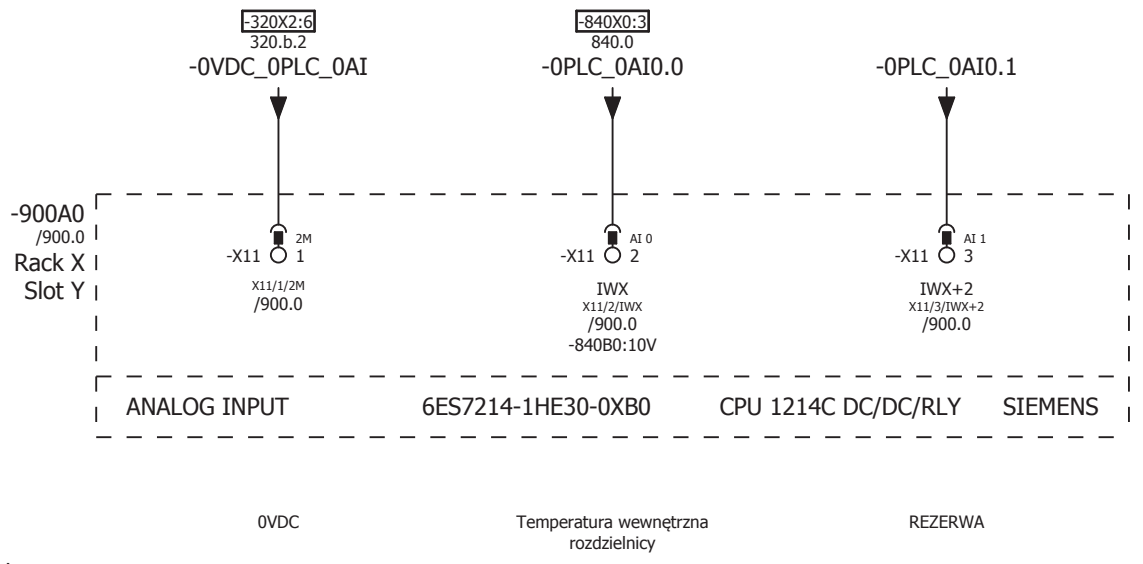 -320X2:6
320.b.2
-0VDC_0PLC_0AI
-840X0:3
840.0
-0PLC_0AI0.0
-0PLC_0AI0.1
-900A0
/900.0
Rack X
Slot Y
2M
-X11 1
X11/1/2M
/900.0
AI 0
-X11 2
IWX
X11/2/IWX
/900.0
-840B0:10V
AI 1
-X11 3
IWX+2
X11/3/IWX+2
/900.0
ANALOG INPUT 6ES7214-1HE30-0XB0 CPU 1214C DC/DC/RLY SIEMENS
0VDC
Temperatura wewnętrzna
rozdzielnicy
REZERWA